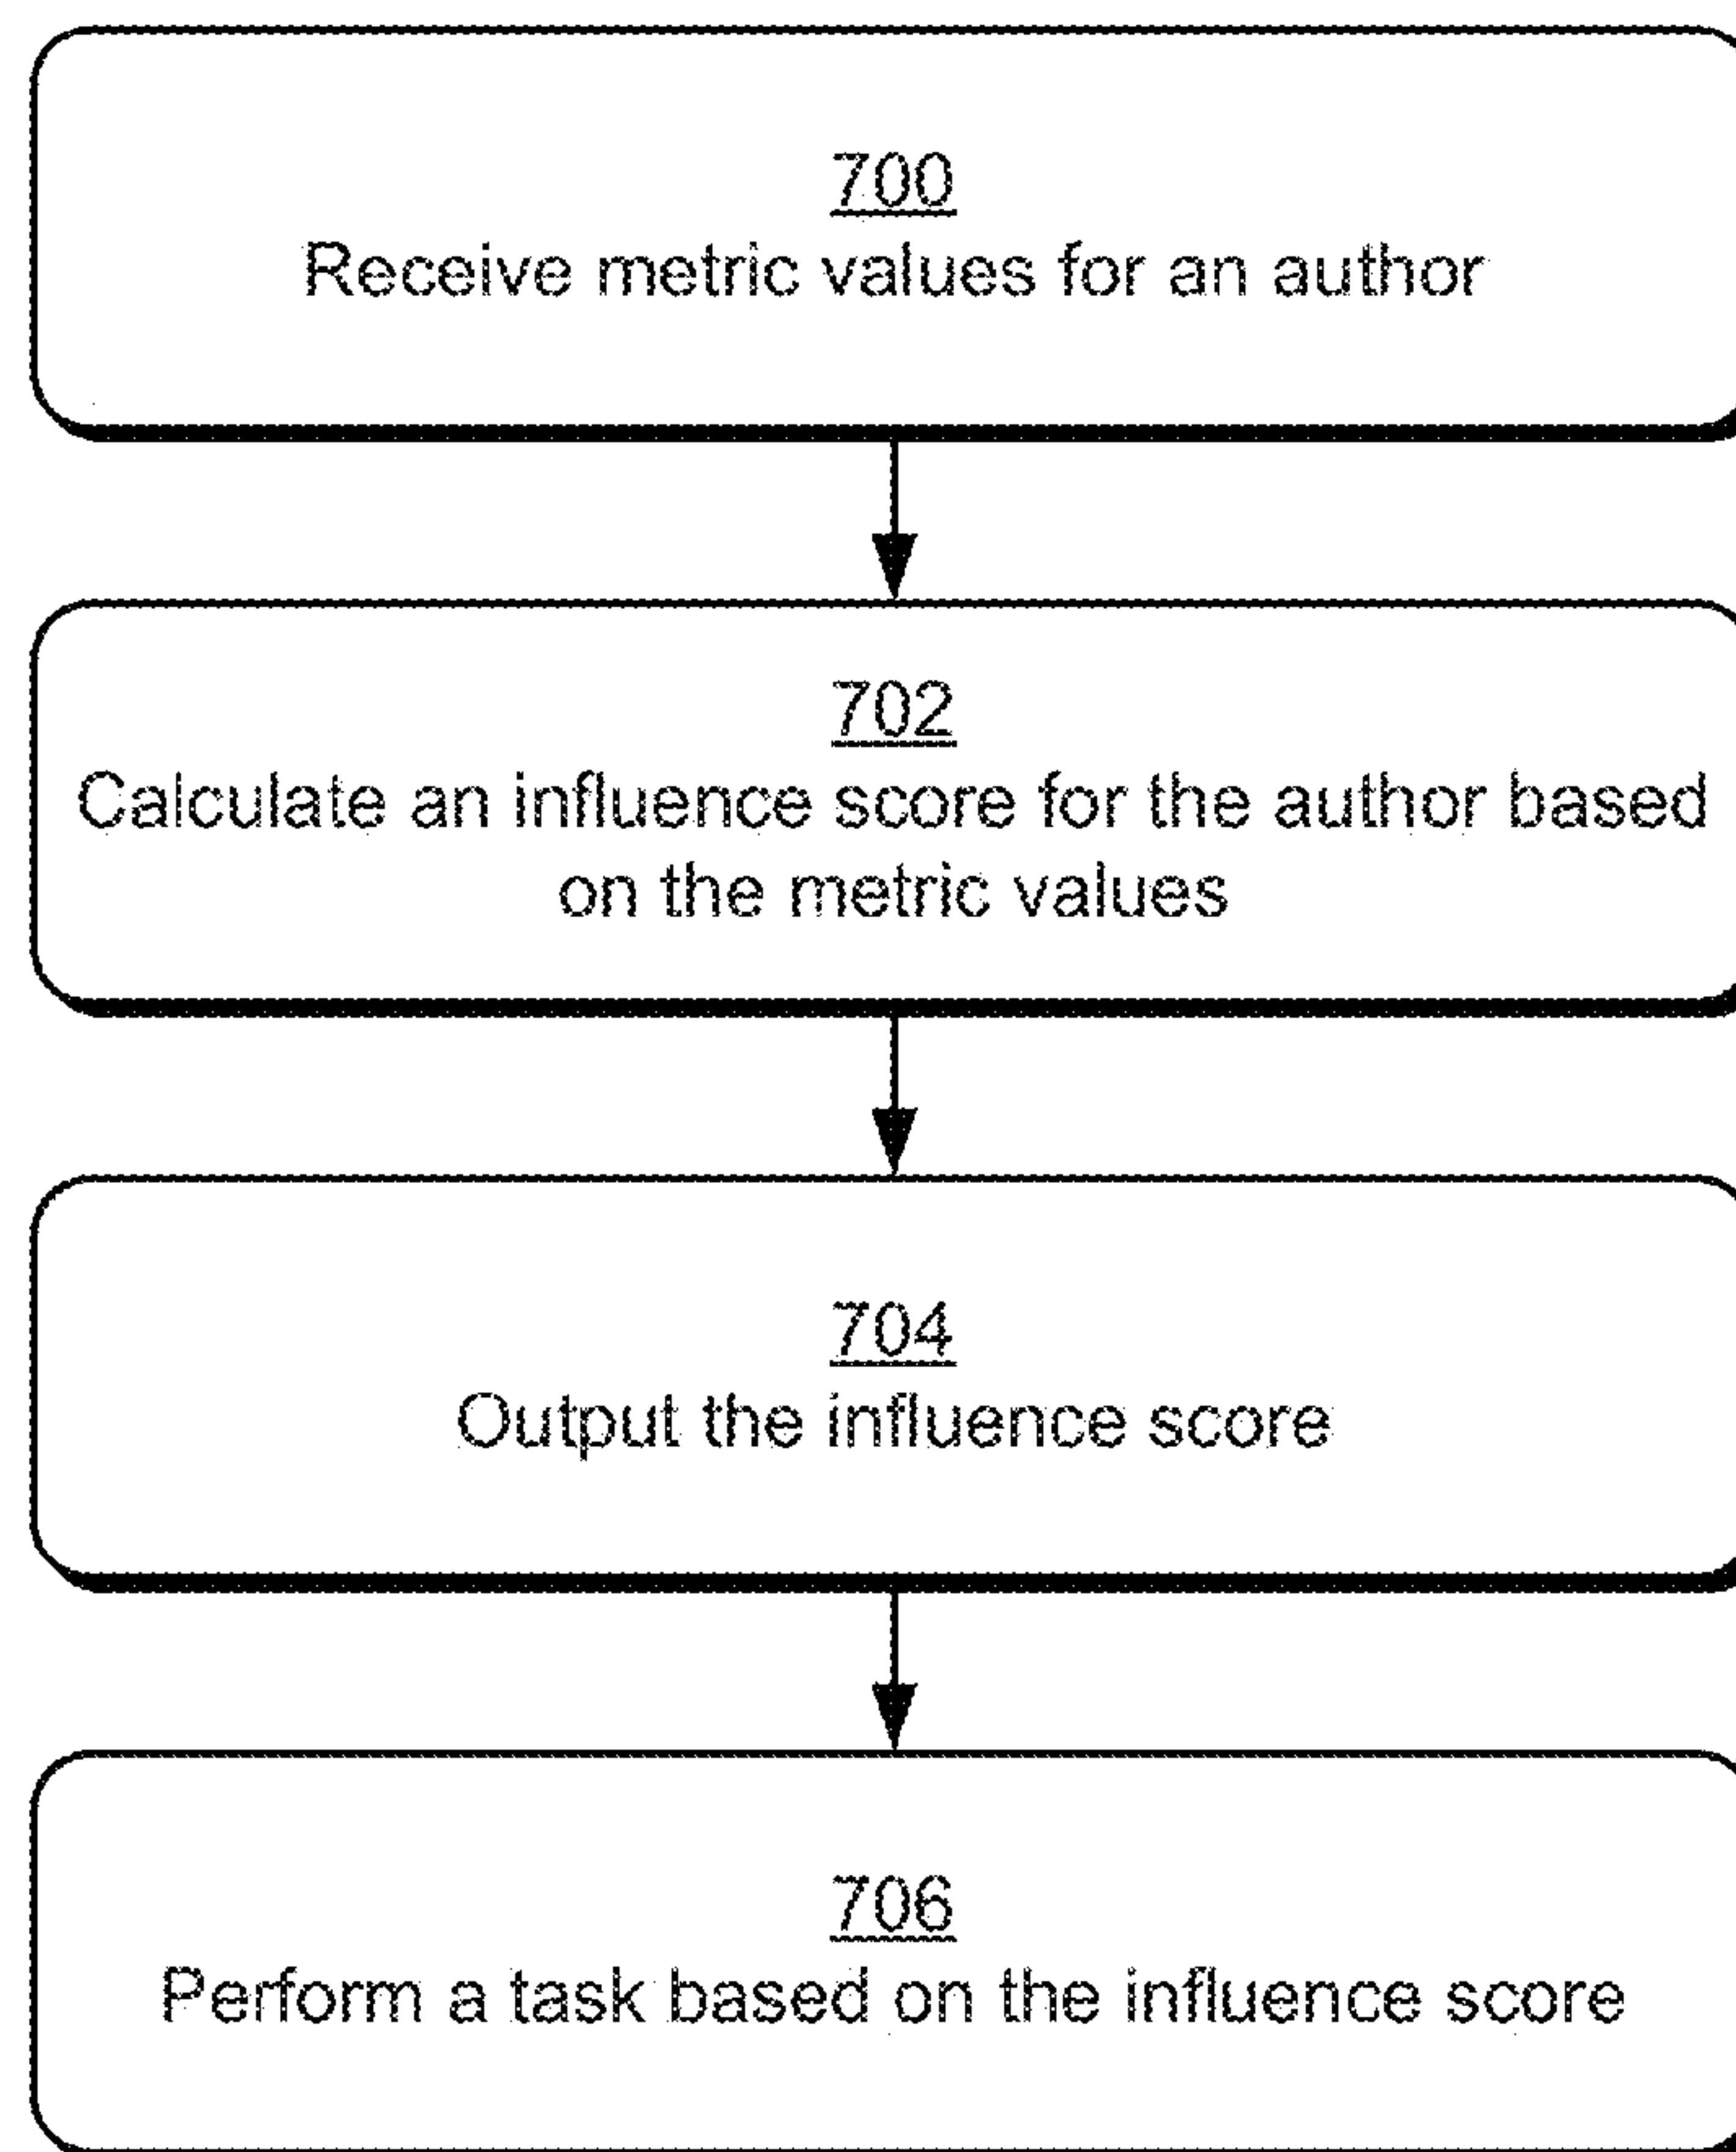 700
Receive metric values for an author
702
Calculate an influence score for the author based
on the metric values
704
Output the influence score
706
Perform a task based on the influence score